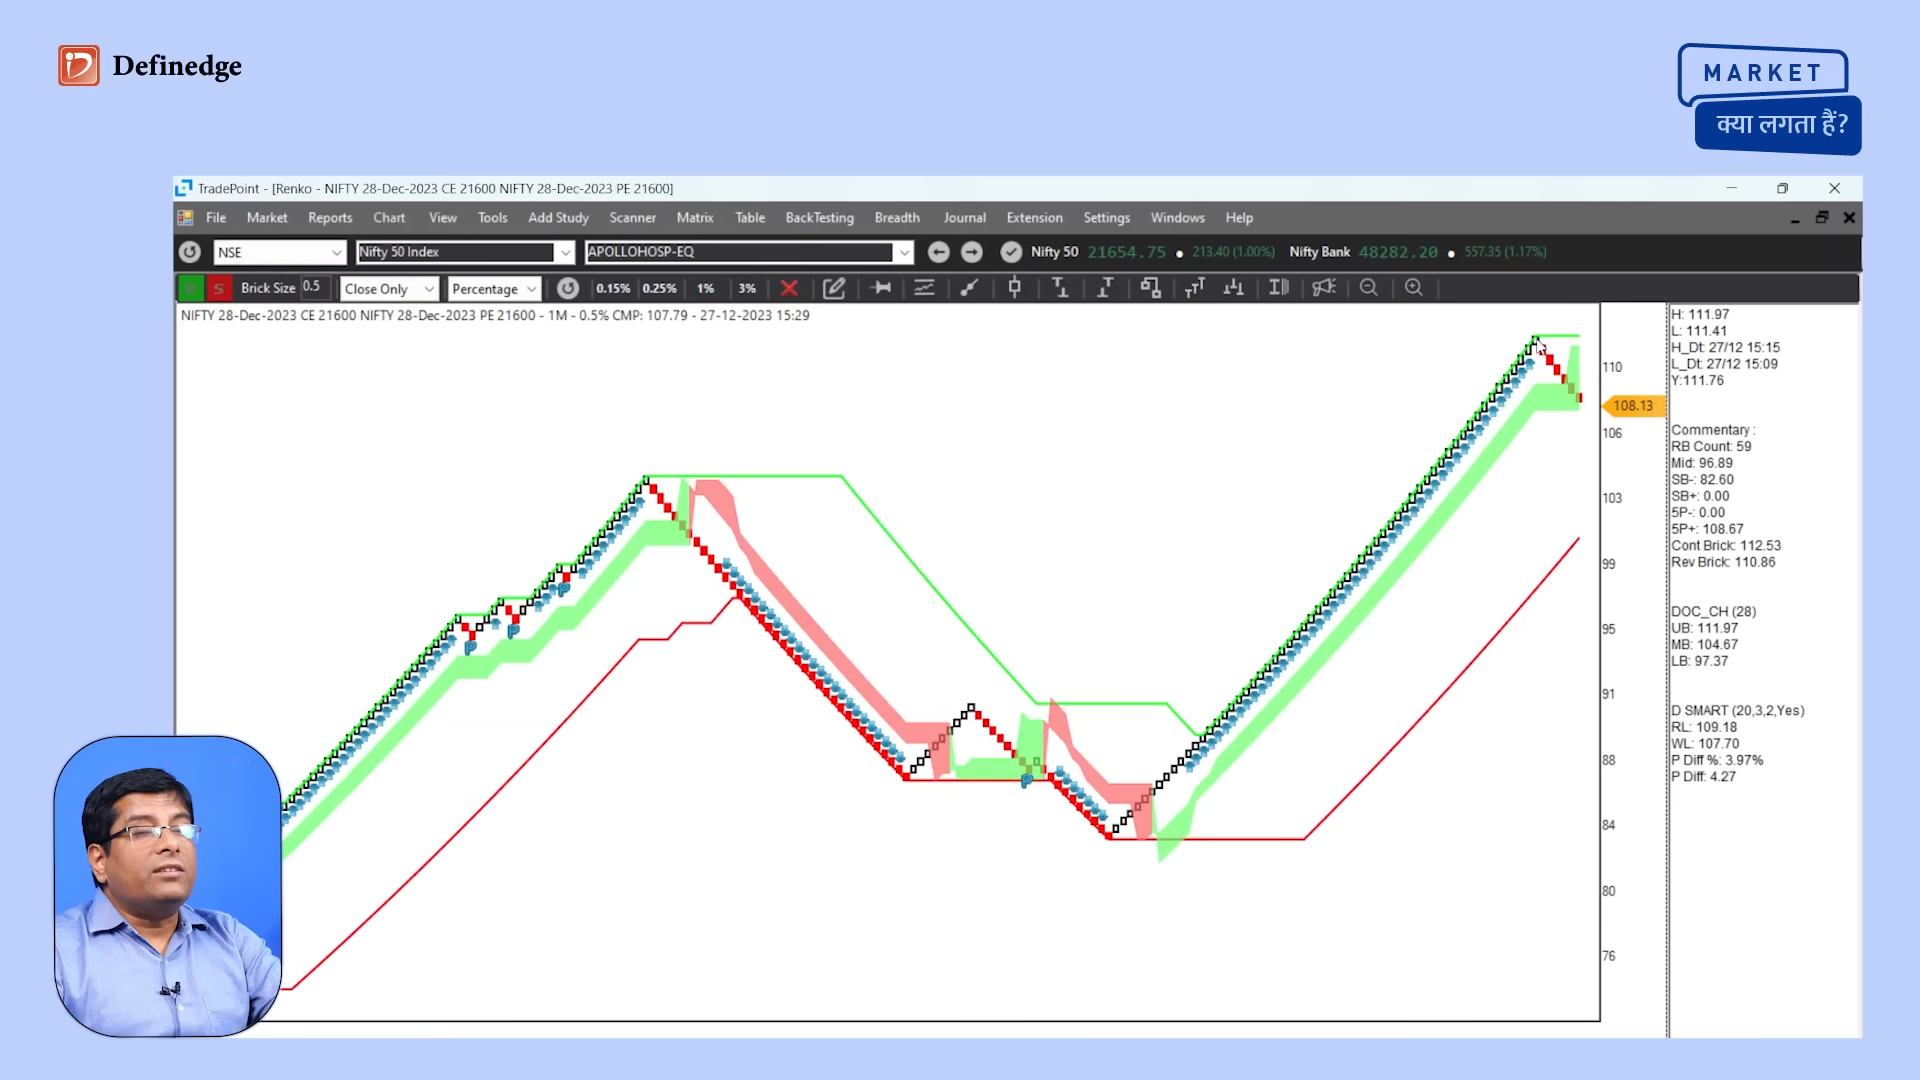 Definedge
MARKET
क्या लगता हैं?
TradePoint - [Renko - NIFTY 28-Dec-2023 CE 21600 NIFTY 28-Dec-2023 PE 21600]
File Market Reports Chart View Tools Add Study Scanner Matrix Table BackTesting Breadth Journal Extension Settings Windows Help
NSE Nifty 50 Index APOLLOHOSP-EQ Nifty 50 21654.75 • 213.40 (1.00%) Nifty Bank 48282.20 • 557.35 (1.17%)
S Brick Size 0.5 Close Only Percentage 0.15% 0.25% 1% 3%
NIFTY 28-Dec-2023 CE 21600 NIFTY 28-Dec-2023 PE 21600 - 1M - 0.5% CMP: 107.79 - 27-12-2023 15:29
110
108.13
106
103
99
95
91
88
84
80
76
P
P
P
P
H: 111.97
L: 111.41
H_Dt: 27/12 15:15
L_Dt: 27/12 15:09
Y:111.76
Commentary :
RB Count: 59
Mid: 96.89
SB-: 82.60
SB+: 0.00
5P-: 0.00
5P+: 108.67
Cont Brick: 112.53
Rev Brick: 110.86
DOC_CH (28)
UB: 111.97
MB: 104.67
LB: 97.37
D SMART (20,3,2,Yes)
RL: 109.18
WL: 107.70
P Diff %: 3.97%
P Diff: 4.27